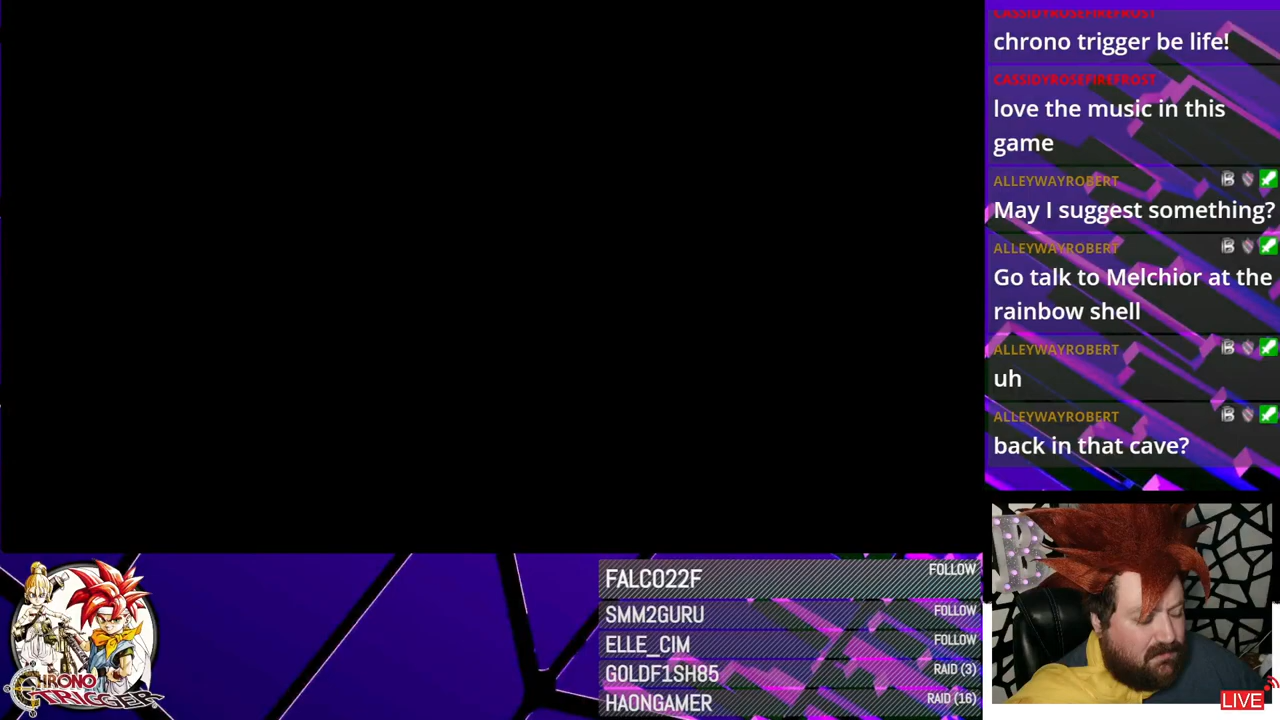 CASSIDYROSEFIREFROST
chrono trigger be life!
CASSIDYROSEFIREFROST
love the music in this
game
ALLEYWAYROBERT
May I suggest something?
ALLEYWAYROBERT
Go talk to Melchior at the
rainbow shell
ALLEYWAYROBERT
uh
ALLEYWAYROBERT
back in that cave?
FALCO22F FOLLOW
SMM2GURU FOLLOW
ELLE_CIM FOLLOW
G0LDF1SH85 RAID (3)
HAONGAMER RAID (16)
CHRONO
TRIGGER
LIVE